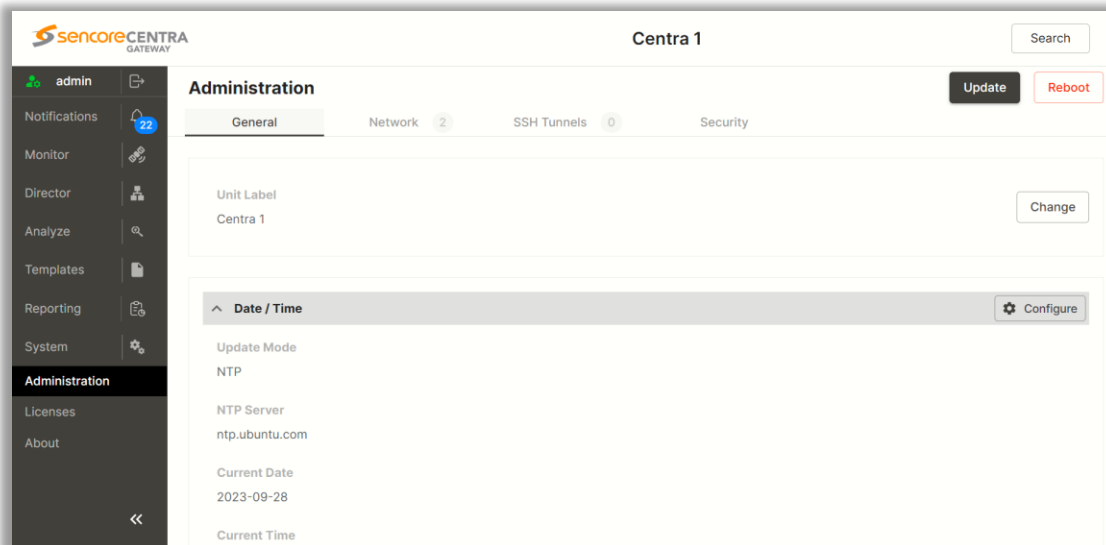 sencoreCENTRA
GATEWAY
Centra 1
Search
admin
Administration
Update
Reboot
Notifications
22
General
Network 2
SSH Tunnels 0
Security
Monitor
Director
Unit Label
Centra 1
Change
Analyze
Templates
Reporting
Date / Time
Configure
System
Update Mode
NTP
Administration
Licenses
NTP Server
ntp.ubuntu.com
About
Current Date
2023-09-28
Current Time